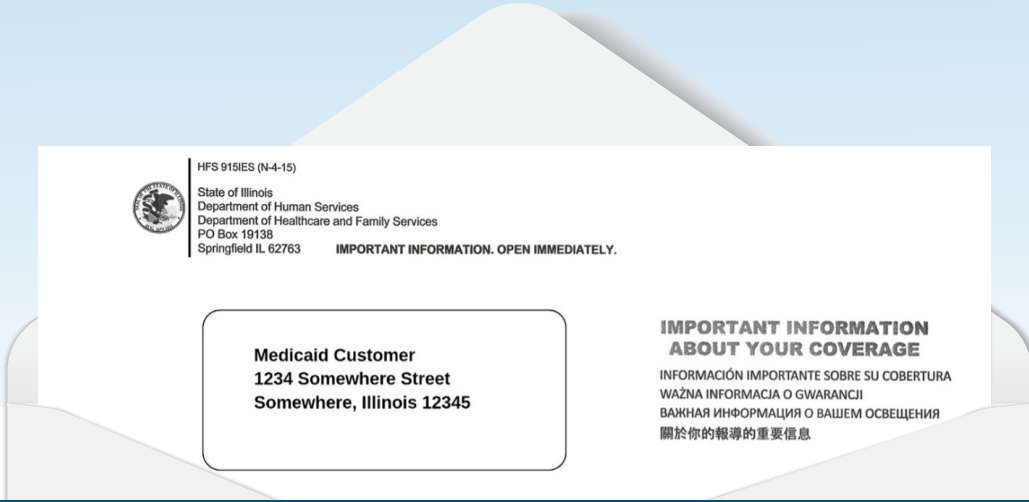 HFS 915IES (N-4-15)
State of Illinois
Department of Human Services
Department of Healthcare and Family Services
PO Box 19138
Springfield IL 62763 IMPORTANT INFORMATION. OPEN IMMEDIATELY.
Medicaid Customer
1234 Somewhere Street
Somewhere, Illinois 12345
IMPORTANT INFORMATION
ABOUT YOUR COVERAGE
INFORMACIÓN IMPORTANTE SOBRE SU COBERTURA
WAŻNA INFORMACJA O GWARANCJI
ВАЖНАЯ ИНФОРМАЦИЯ О ВАШЕМ ОСВЕЩЕНИЯ
關於你的報導的重要信息